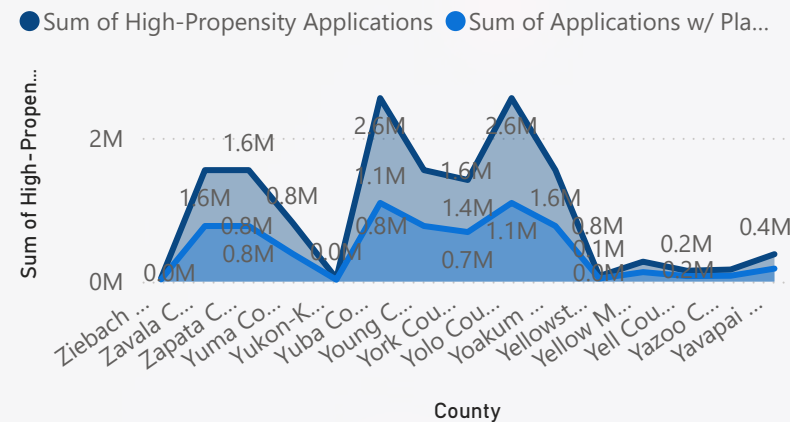 Sum of High-Propensity Applications Sum of Applications w/ Pla...
Sum of High-Propen...
2M
0M
0.0M
1.6M
1.6M
0.8M
0.8M
0.8M
0.0M
2.6M
1.1M
0.8M
1.6M
1.4M
0.7M
2.6M
1.1M
1.6M
0.8M
0.1M
0.0M
0.2M
0.2M
0.4M
Ziebach ...
Zavala C...
Zapata C...
Yuma Co...
Yukon-K...
Yuba Co...
Young C...
York Cou...
Yolo Cou...
Yoakum ...
Yellowst...
Yellow M...
Yell Cou...
Yazoo C...
Yavapai ...
County